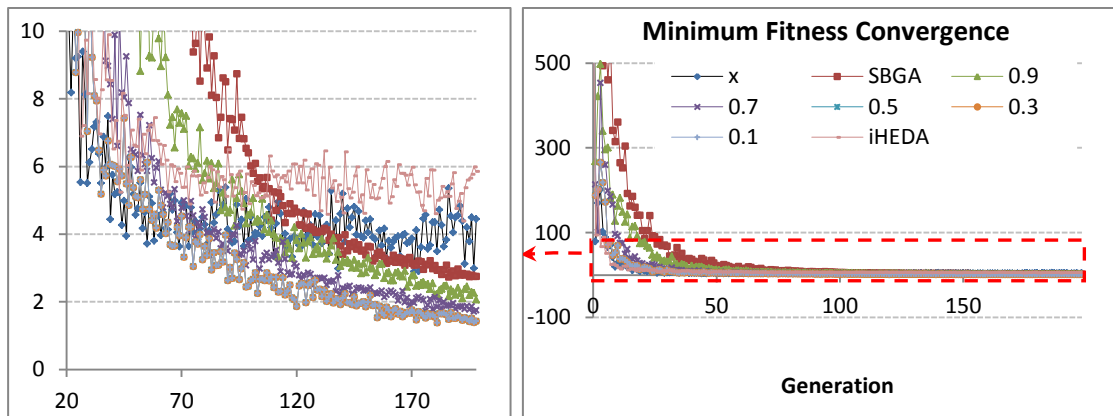 10
8
6
4
2
0
20 70 120 170
Minimum Fitness Convergence
500
300
100
-100
x SBGA 0.9
0.7 0.5 0.3
0.1 iHEDA
0 50 100 150
Generation